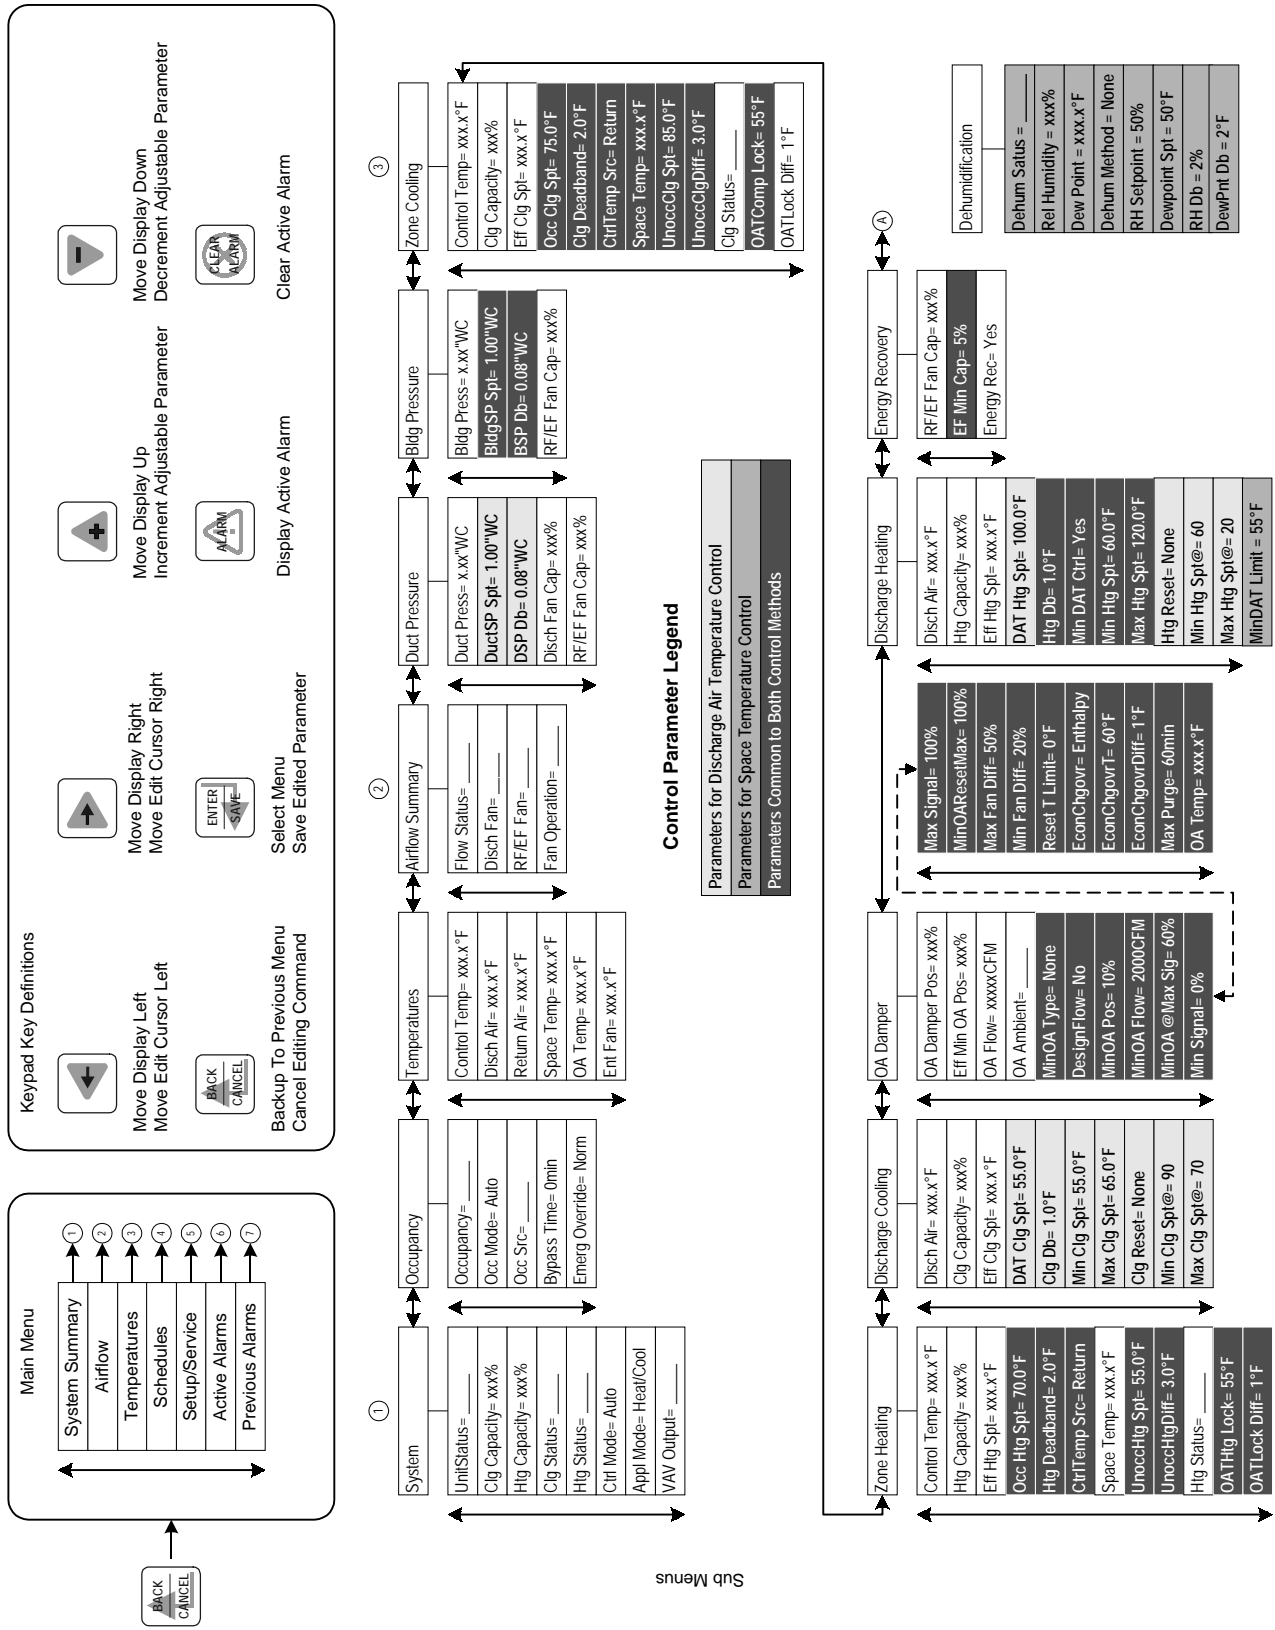 Main Menu
System Summary
Airflow
Temperatures
Schedules
Setup/Service
Active Alarms
Previous Alarms
1
2
3
4
5
6
7
BACK
CANCEL
Keypad Key Definitions
Move Display Left
Move Edit Cursor Left
Move Display Right
Move Edit Cursor Right
+
Move Display Up
Increment Adjustable Parameter
-
Move Display Down
Decrement Adjustable Parameter
BACK
CANCEL
Backup To Previous Menu
Cancel Editing Command
ENTER
SAVE
Select Menu
Save Edited Parameter
ALARM
Display Active Alarm
CLEAR
ALARM
Clear Active Alarm
Sub Menus
1
System
UnitStatus= _____
Clg Capacity= xxx%
Htg Capacity= xxx%
Clg Status= _____
Htg Status= _____
Ctrl Mode= Auto
Appl Mode= Heat/Cool
VAV Output= _____
Occupancy
Occupancy= _____
Occ Mode= Auto
Occ Src= _____
Bypass Time= 0min
Emerg Override= Norm
Temperatures
Control Temp= xxx.x°F
Disch Air= xxx.x°F
Return Air= xxx.x°F
Space Temp= xxx.x°F
OA Temp= xxx.x°F
Ent Fan= xxx.x°F
2
Airflow Summary
Flow Status= _____
Disch Fan= _____
RF/EF Fan= _____
Fan Operation= _____
Duct Pressure
Duct Press= x.xx"WC
DuctSP Spt= 1.00"WC
DSP Db= 0.08"WC
Disch Fan Cap= xxx%
RF/EF Fan Cap= xxx%
Bldg Pressure
Bldg Press= x.xx"WC
BldgSP Spt= 1.00"WC
BSP Db= 0.08"WC
RF/EF Fan Cap= xxx%
3
Zone Cooling
Control Temp= xxx.x°F
Clg Capacity= xxx%
Eff Clg Spt= xxx.x°F
Occ Clg Spt= 75.0°F
Clg Deadband= 2.0°F
CtrlTemp Src= Return
Space Temp= xxx.x°F
UnoccClg Spt= 85.0°F
UnoccClgDiff= 3.0°F
Clg Status= _____
OATComp Lock= 55°F
OATLock Diff= 1°F
Control Parameter Legend
Parameters for Discharge Air Temperature Control
Parameters for Space Temperature Control
Parameters Common to Both Control Methods
Zone Heating
Control Temp= xxx.x°F
Htg Capacity= xxx%
Eff Htg Spt= xxx.x°F
Occ Htg Spt= 70.0°F
Htg Deadband= 2.0°F
CtrlTemp Src= Return
Space Temp= xxx.x°F
UnoccHtg Spt= 55.0°F
UnoccHtgDiff= 3.0°F
Htg Status= _____
OATHtg Lock= 55°F
OATLock Diff= 1°F
Discharge Cooling
Disch Air= xxx.x°F
Clg Capacity= xxx%
Eff Clg Spt= xxx.x°F
DAT Clg Spt= 55.0°F
Clg Db= 1.0°F
Min Clg Spt= 55.0°F
Max Clg Spt= 65.0°F
Clg Reset= None
Min Clg Spt@= 90
Max Clg Spt@= 70
OA Damper
OA Damper Pos= xxx%
Eff Min OA Pos= xxx%
OA Flow= xxxxxCFM
OA Ambient= _____
MinOA Type= None
DesignFlow= No
MinOA Pos= 10%
MinOA Flow= 2000CFM
MinOA @Max Sig= 60%
Min Signal= 0%
Max Signal= 100%
MinOAResetMax= 100%
Max Fan Diff= 50%
Min Fan Diff= 20%
Reset T Limit= 0°F
EconChgovr= Enthalpy
EconChgovrT= 60°F
EconChgovrDiff= 1°F
Max Purge= 60min
OA Temp= xxx.x°F
Discharge Heating
Disch Air= xxx.x°F
Htg Capacity= xxx%
Eff Htg Spt= xxx.x°F
DAT Htg Spt= 100.0°F
Htg Db= 1.0°F
Min DAT Ctrl= Yes
Min Htg Spt= 60.0°F
Max Htg Spt= 120.0°F
Htg Reset= None
Min Htg Spt@= 60
Max Htg Spt@= 20
MinDAT Limit = 55°F
Energy Recovery
RF/EF Fan Cap= xxx%
EF Min Cap= 5%
Energy Rec= Yes
A
Dehumidification
Dehum Satus = _____
Rel Humidity = xxx%
Dew Point = xxx.x°F
Dehum Method = None
RH Setpoint = 50%
Dewpoint Spt = 50°F
RH Db = 2%
DewPnt Db = 2°F